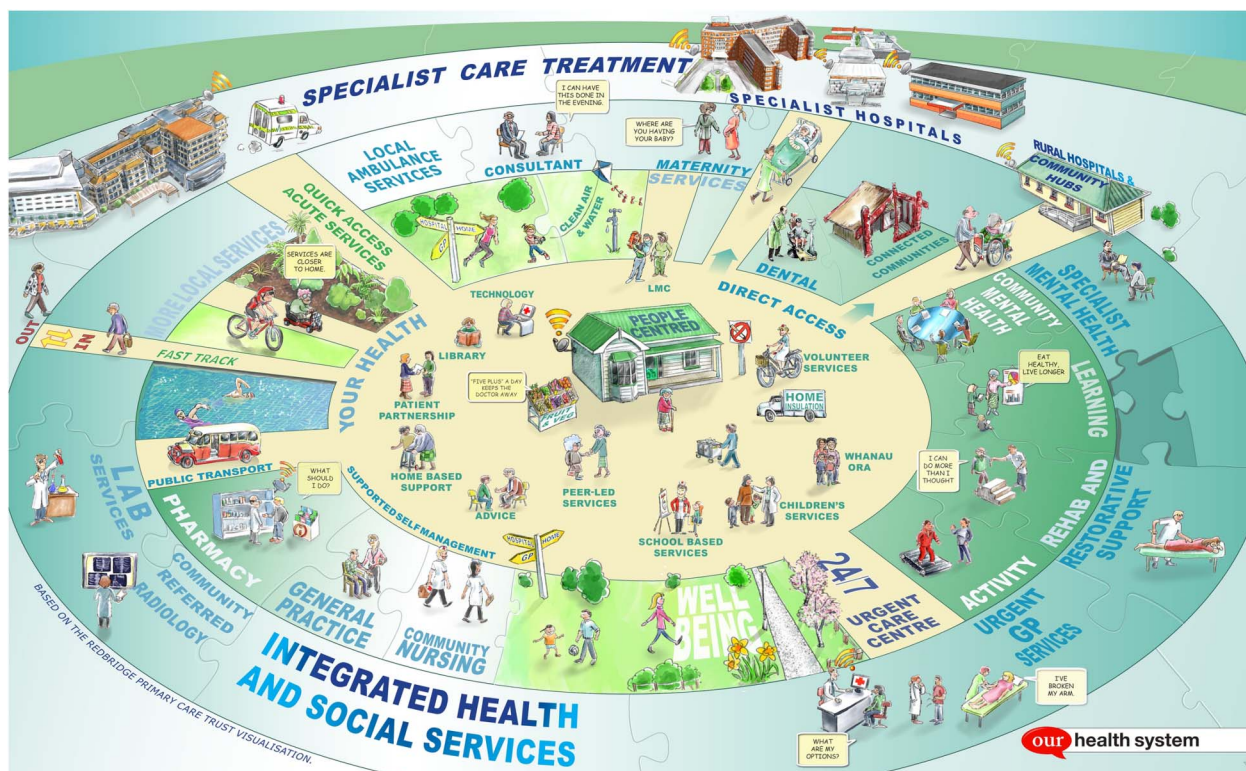 SPECIALIST CARE TREATMENT
SPECIALIST HOSPITALS
RURAL HOSPITALS &
COMMUNITY
HUBS
I CAN HAVE
THIS DONE IN
THE EVENING.
WHERE ARE
YOU HAVING
YOUR BABY?
LOCAL
AMBULANCE
SERVICES
CONSULTANT
MATERNITY
SERVICES
QUICK ACCESS
ACUTE SERVICES
HOSPITAL
WORK
GP
CLEAN AIR
& WATER
LMC
DENTAL
CONNECTED
COMMUNITIES
DIRECT ACCESS
MORE LOCAL SERVICES
SERVICES ARE
CLOSER
TO HOME.
OUT
IN
FAST TRACK
YOUR HEALTH
TECHNOLOGY
LIBRARY
PATIENT
PARTNERSHIP
"FIVE PLUS" A DAY
KEEPS THE
DOCTOR AWAY
FRUIT
& VEG
PEOPLE
CENTRED
VOLUNTEER
SERVICES
HOME
INSULATION
COMMUNITY
MENTAL
HEALTH
SPECIALIST
MENTAL HEALTH
EAT
HEALTHY,
LIVE LONGER
LEARNING
I CAN
DO MORE
THAN I
THOUGHT
ACTIVITY REHAB AND
RESTORATIVE
SUPPORT
WHANAU
ORA
CHILDREN'S
SERVICES
SCHOOL BASED
SERVICES
PEER-LED
SERVICES
HOME BASED
SUPPORT
ADVICE
SUPPORTED SELF MANAGEMENT
PUBLIC TRANSPORT
WHAT
SHOULD
I DO?
PHARMACY
LAB
SERVICES
COMMUNITY
REFERRED
RADIOLOGY
GENERAL
PRACTICE
COMMUNITY
NURSING
HOSPITAL
HOME
GP
WELL
BEING
24/7
URGENT
CARE
CENTRE
URGENT
GP
SERVICES
I'VE
BROKEN
MY ARM.
WHAT
ARE MY
OPTIONS?
INTEGRATED HEALTH
AND SOCIAL SERVICES
BASED ON THE REDBRIDGE PRIMARY CARE TRUST VISUALISATION.
our health system